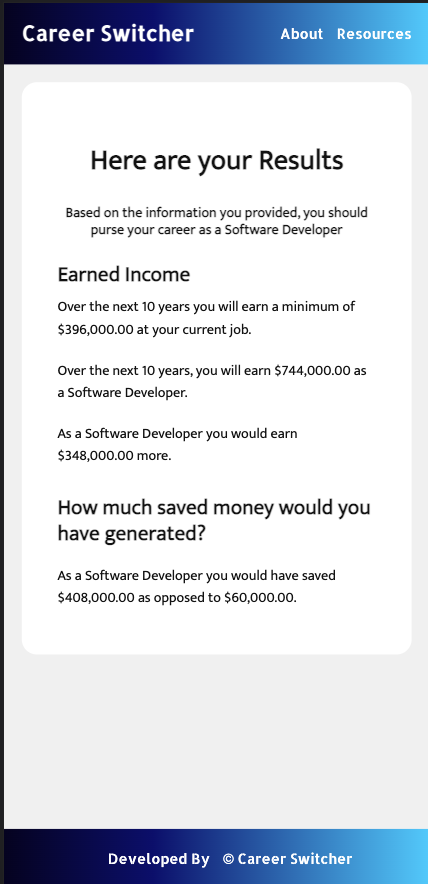 Career Switcher About Resources
Here are your Results
Based on the information you provided, you should
purse your career as a Software Developer
Earned Income
Over the next 10 years you will earn a minimum of
$396,000.00 at your current job.
Over the next 10 years, you will earn $744,000.00 as
a Software Developer.
As a Software Developer you would earn
$348,000.00 more.
How much saved money would you
have generated?
As a Software Developer you would have saved
$408,000.00 as opposed to $60,000.00.
Developed By © Career Switcher